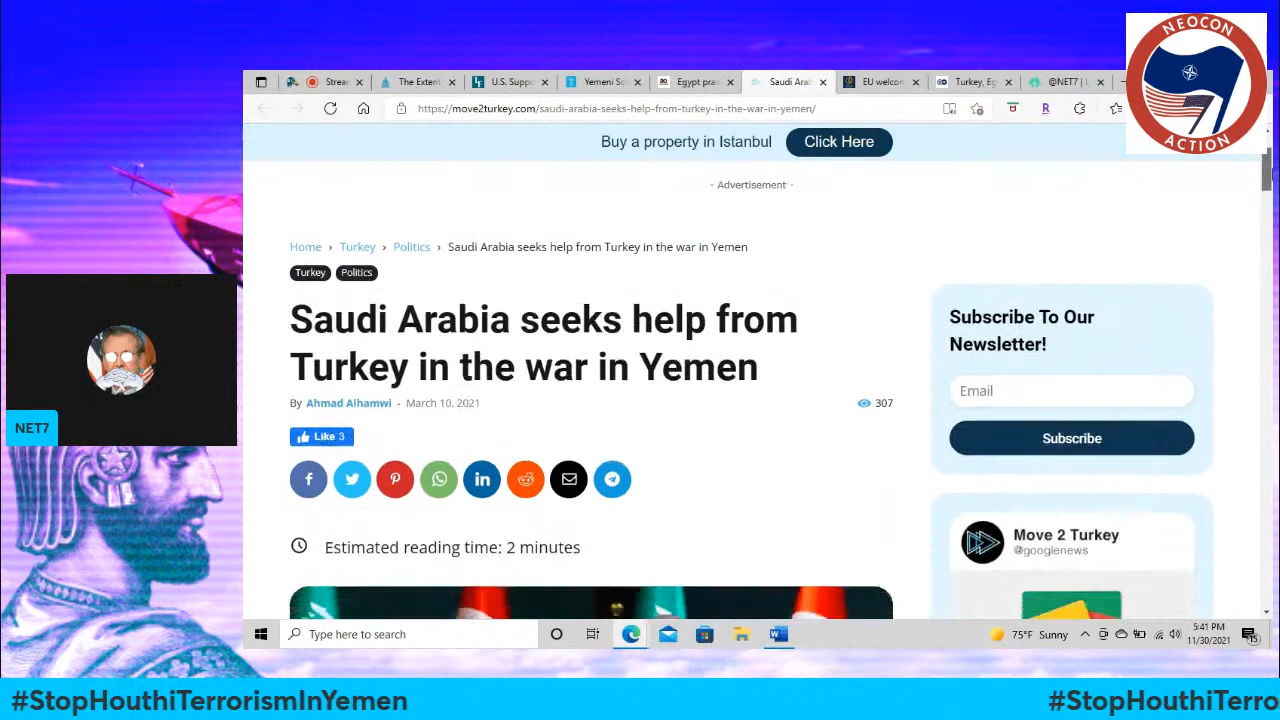 NEOCON
ACTION
Strea
The Exten
U.S. Supp
Yemeni Sc
Egypt pra
Saudi Ara
EU welcon
Turkey, Eg
@NET7 | L
https://move2turkey.com/saudi-arabia-seeks-help-from-turkey-in-the-war-in-yemen/
Buy a property in Istanbul Click Here
- Advertisement -
Home › Turkey › Politics › Saudi Arabia seeks help from Turkey in the war in Yemen
Turkey Politics
Saudi Arabia seeks help from
Turkey in the war in Yemen
By Ahmad Alhamwi - March 10, 2021
307
Like 3
Estimated reading time: 2 minutes
Subscribe To Our
Newsletter!
Email
Subscribe
Move 2 Turkey
@googlenews
NET7
Type here to search
75°F Sunny
5:41 PM
11/30/2021
15
#StopHouthiTerrorismInYemen
#StopHouthiTerro